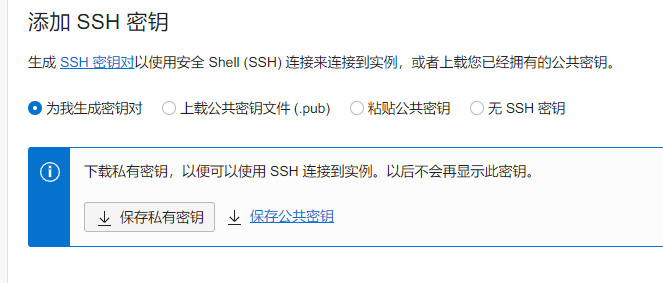 添加 SSH 密钥
生成 SSH 密钥对以使用安全 Shell (SSH) 连接来连接到实例，或者上载您已经拥有的公共密钥。
为我生成密钥对 上载公共密钥文件 (.pub) 粘贴公共密钥 无 SSH 密钥
下载私有密钥，以便可以使用 SSH 连接到实例。以后不会再显示此密钥。
保存私有密钥 保存公共密钥